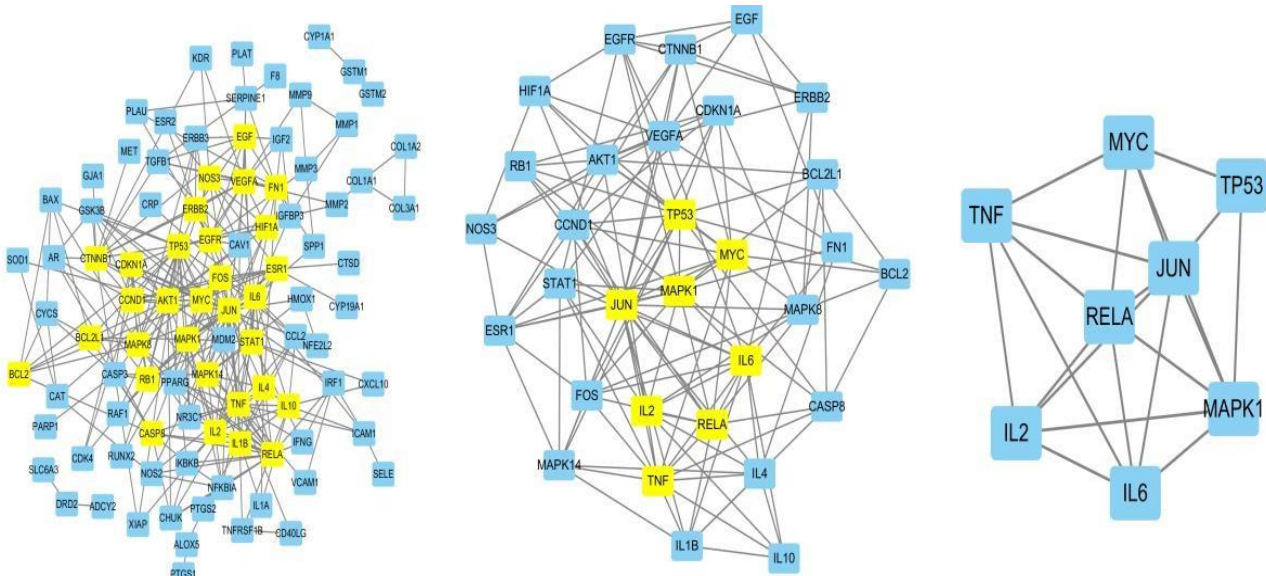 CYP1A1
PLAT
KDR
GSTM1
F8
GSTM2
SERPINE1
MMP9
PLAU
ESR2
MMP1
ERBB3
EGF
IGF2
MET
TGFB1
COL1A2
MMP3
COL1A1
GJA1
NOS3
VEGFA
FN1
BAX
GSK3B
CRP
MMP2
COL3A1
ERBB2
IGFBP3
HIF1A
TP53
EGFR
CAV1
SPP1
SOD1
AR
CTNNB1
CDKN1A
ESR1
CTSD
FOS
CCND1
AKT1
MYC
IL6
HMOX1
CYP19A1
CYCS
JUN
BCL2L1
MAPK8
MAPK1
MDM2
STAT1
CCL2
NFE2L2
BCL2
CASP3
RB1
PPARG
MAPK14
IL4
IRF1
CXCL10
CAT
RAF1
NR3C1
TNF
IL10
PARP1
CASP8
IL2
IL1B
IFNG
ICAM1
CDK4
RUNX2
RELA
SLC6A3
NOS2
IKBKB
NFKBIA
VCAM1
SELE
DRD2
ADCY2
XIAP
CHUK
PTGS2
IL1A
TNFRSF1B
CD40LG
ALOX5
PTGS1
EGF
EGFR
CTNNB1
HIF1A
ERBB2
CDKN1A
VEGFA
RB1
AKT1
BCL2L1
NOS3
CCND1
TP53
FN1
MYC
STAT1
MAPK1
BCL2
JUN
MAPK8
ESR1
IL6
FOS
IL2
CASP8
RELA
MAPK14
TNF
IL4
IL1B
IL10
MYC
TP53
TNF
JUN
RELA
MAPK1
IL2
IL6